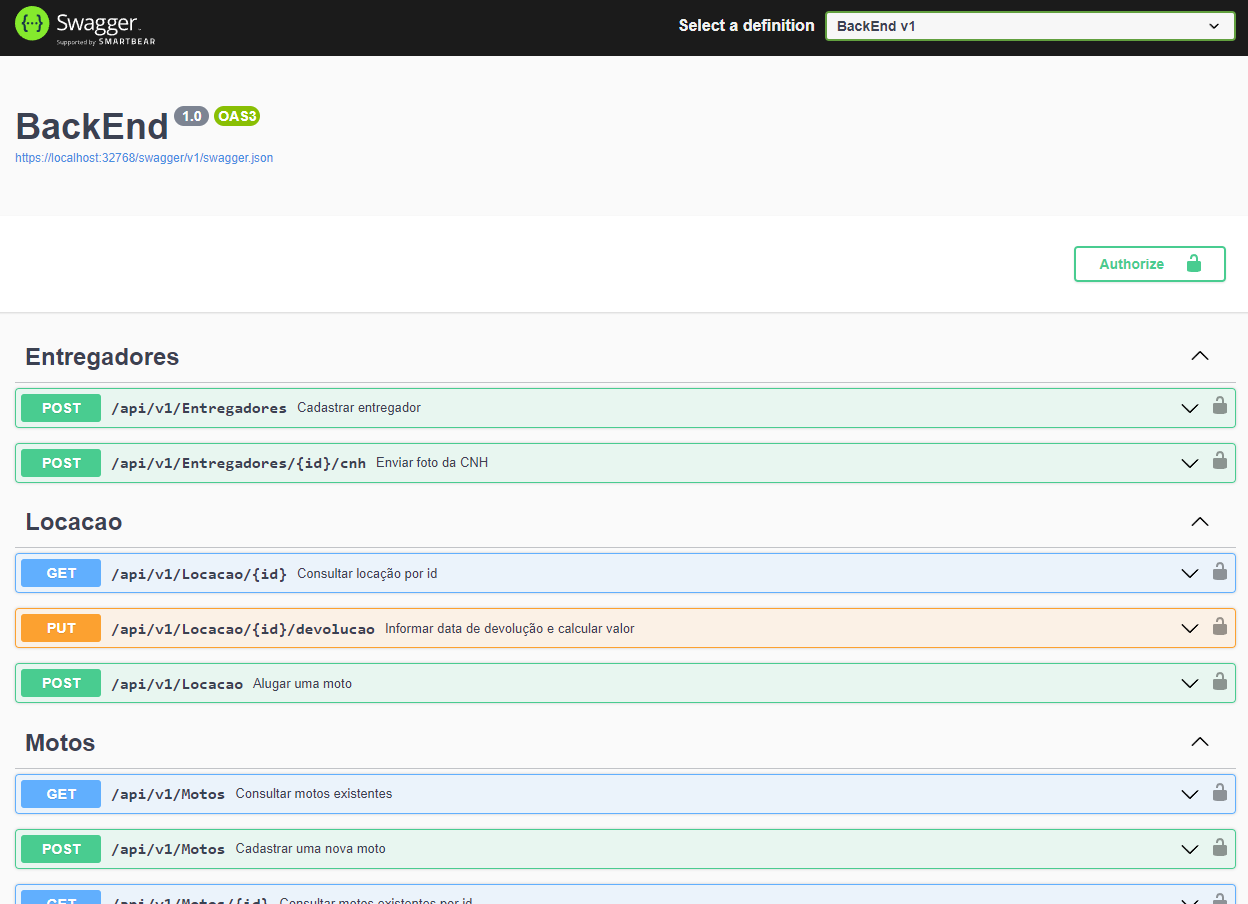 Swagger
Supported by SMARTBEAR
Select a definition
BackEnd v1
BackEnd 1.0 OAS3
https://localhost:32768/swagger/v1/swagger.json
Authorize
Entregadores
POST /api/v1/Entregadores Cadastrar entregador
POST /api/v1/Entregadores/{id}/cnh Enviar foto da CNH
Locacao
GET /api/v1/Locacao/{id} Consultar locação por id
PUT /api/v1/Locacao/{id}/devolucao Informar data de devolução e calcular valor
POST /api/v1/Locacao Alugar uma moto
Motos
GET /api/v1/Motos Consultar motos existentes
POST /api/v1/Motos Cadastrar uma nova moto
GET /api/v1/Motos/{id} Consultar motos existentes por id